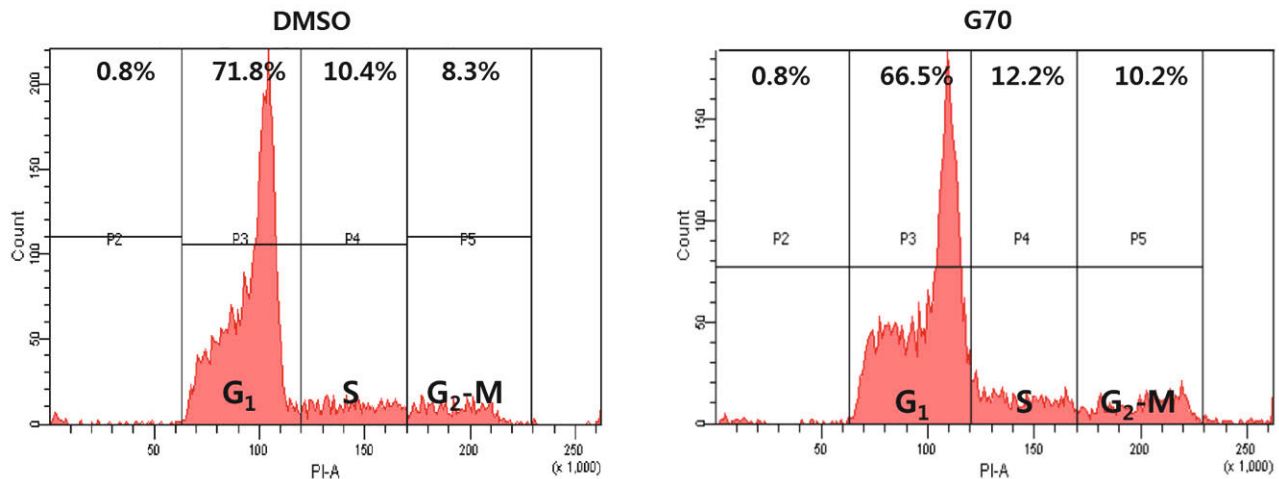 DMSO
0.8% 71.8% 10.4% 8.3%
200
150
100
50
0
Count
P2 P3 P4 P5
G1 S G2-M
50 100 150 200 250
PI-A
(x 1,000)
G70
0.8% 66.5% 12.2% 10.2%
150
100
50
0
Count
P2 P3 P4 P5
G1 S G2-M
50 100 150 200 250
PI-A
(x 1,000)